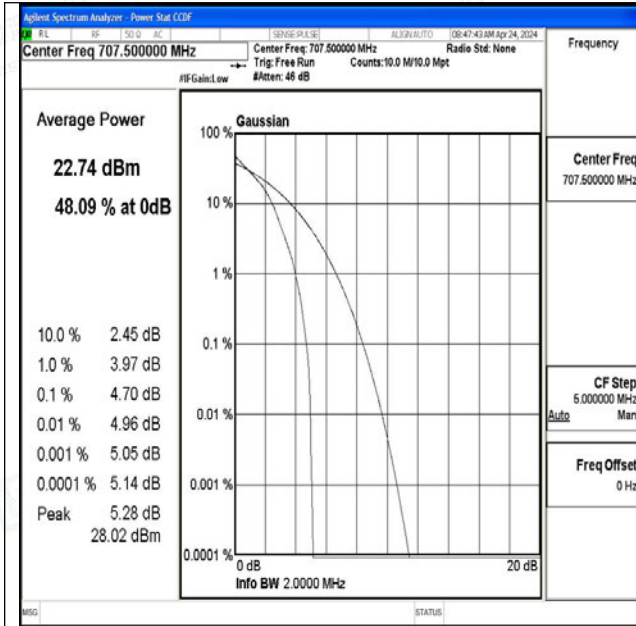 Agilent Spectrum Analyzer - Power Stat CCDF
RL RF 50 Ω AC SENSE:PULSE ALIGN AUTO 08:47:43 AM Apr 24, 2024
Center Freq 707.500000 MHz
Center Freq: 707.500000 MHz Radio Std: None
Trig: Free Run Counts:10.0 M/10.0 Mpt
#IFGain:Low #Atten: 46 dB
Frequency
Average Power
22.74 dBm
48.09 % at 0dB
10.0 % 2.45 dB
1.0 % 3.97 dB
0.1 % 4.70 dB
0.01 % 4.96 dB
0.001 % 5.05 dB
0.0001 % 5.14 dB
Peak 5.28 dB
28.02 dBm
Gaussian
100 %
10 %
1 %
0.1 %
0.01 %
0.001 %
0.0001 %
0 dB 20 dB
Info BW 2.0000 MHz
Center Freq
707.500000 MHz
CF Step
5.000000 MHz
Auto Man
Freq Offset
0 Hz
MSG STATUS